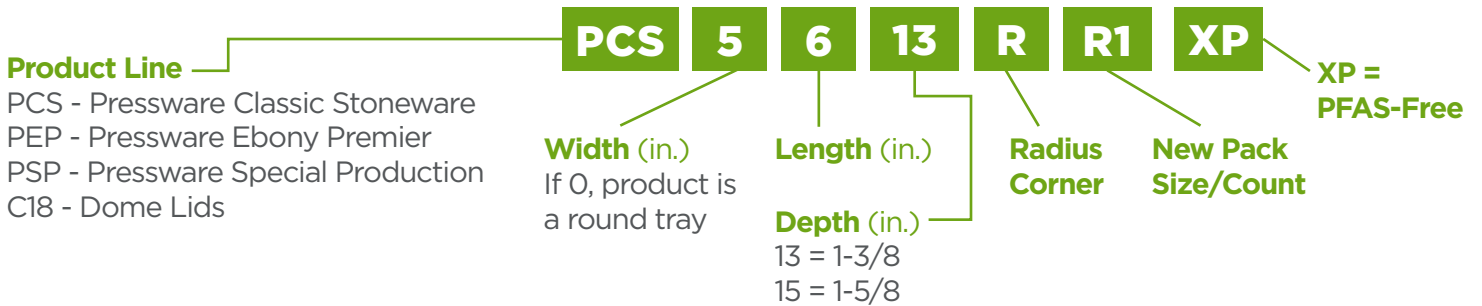 PCS 5 6 13 R R1 XP
Product Line
PCS - Pressware Classic Stoneware
PEP - Pressware Ebony Premier
PSP - Pressware Special Production
C18 - Dome Lids
Width (in.)
If 0, product is
a round tray
Length (in.)
Depth (in.)
13 = 1-3/8
15 = 1-5/8
Radius
Corner
New Pack
Size/Count
XP =
PFAS-Free